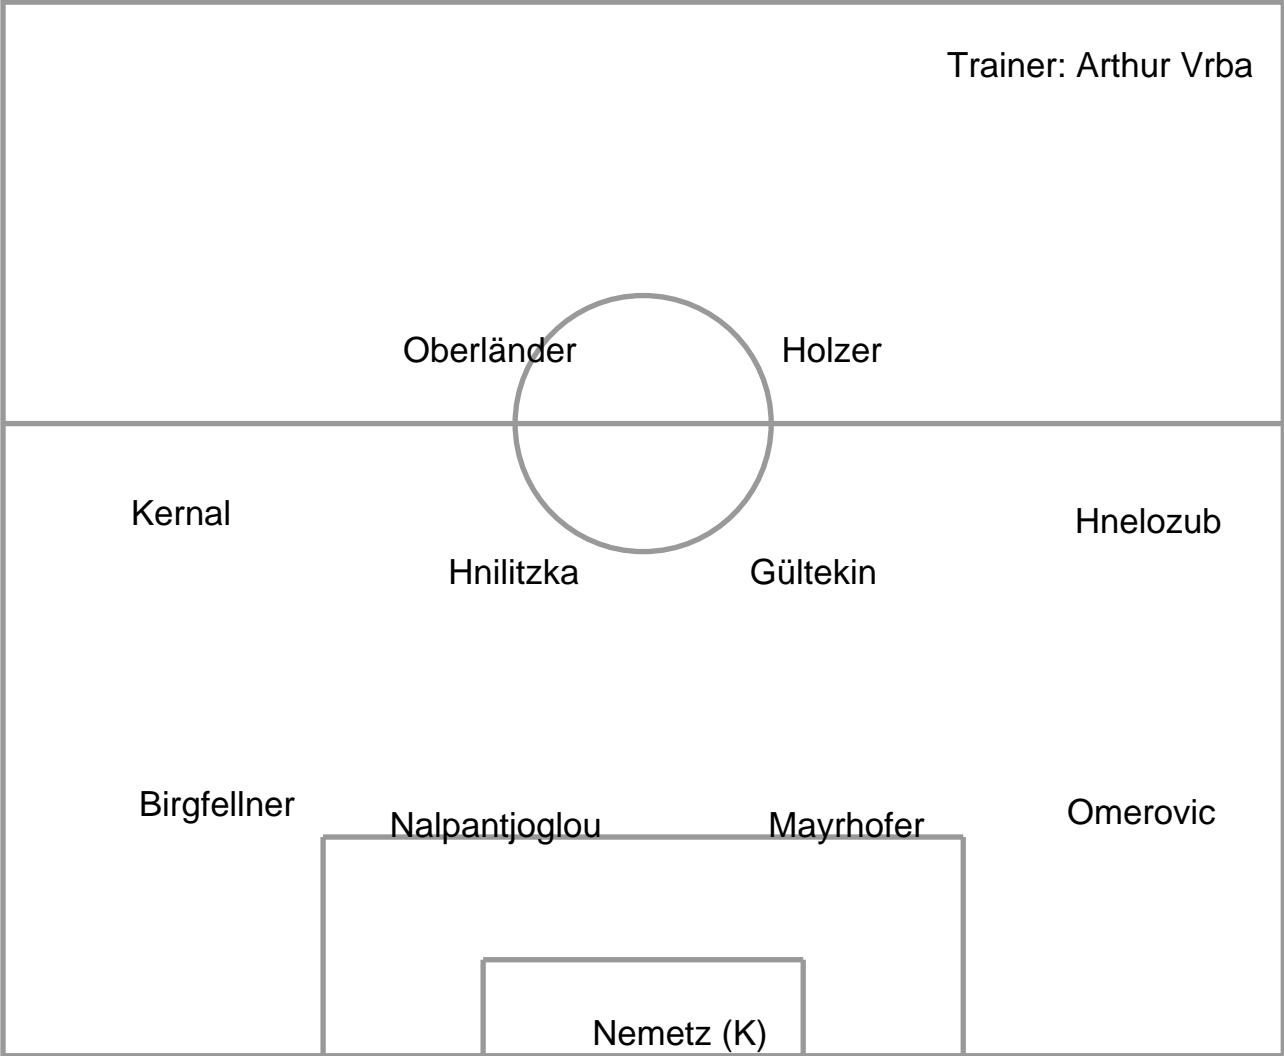 Trainer: Arthur Vrba
Oberländer
Holzer
Kernal
Hnelozub
Hnilitzka
Gültekin
Birgfellner
Nalpantjoglou
Mayrhofer
Omerovic
Nemetz (K)